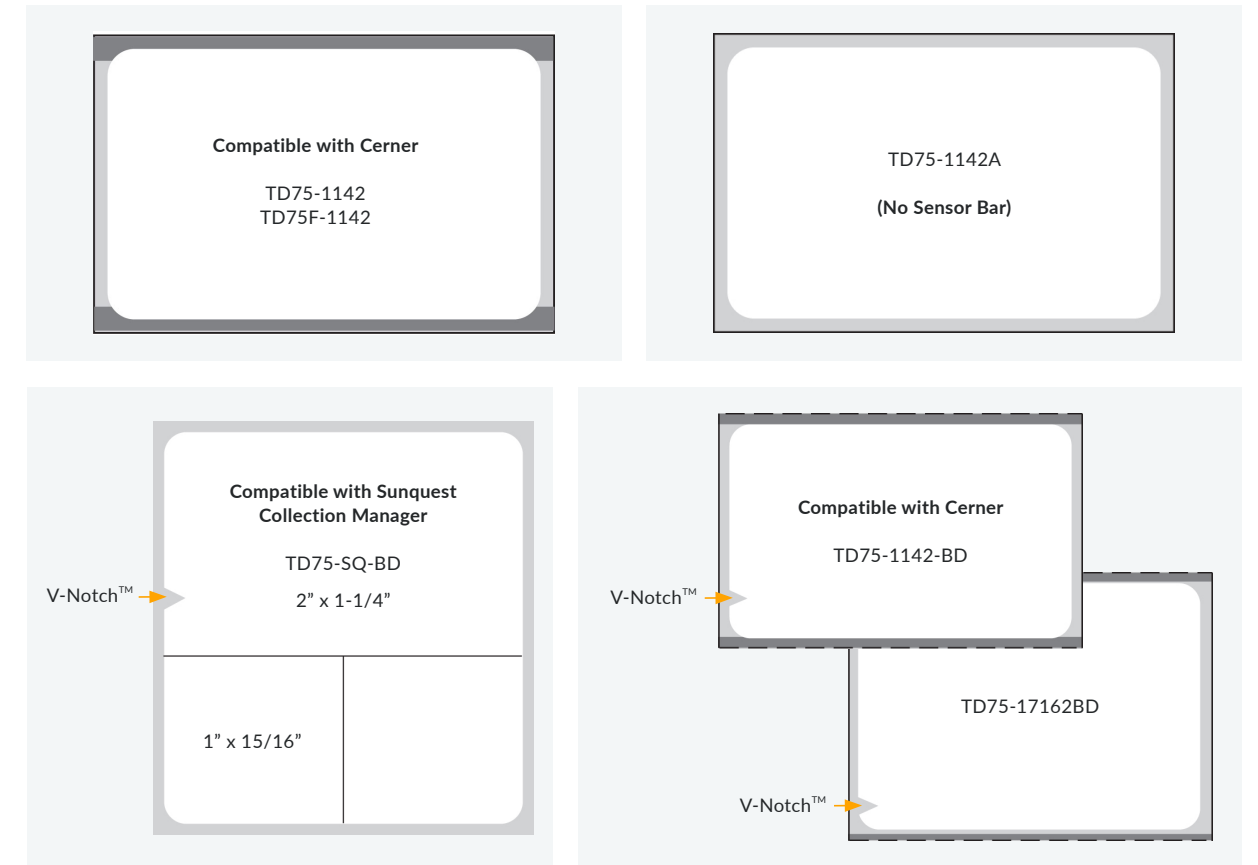 Compatible with Cerner
TD75-1142
TD75F-1142
TD75-1142A
(No Sensor Bar)
Compatible with Sunquest
Collection Manager
TD75-SQ-BD
V-Notch™
2” x 1-1/4”
1” x 15/16”
Compatible with Cerner
TD75-1142-BD
V-Notch™
TD75-17162BD
V-Notch™